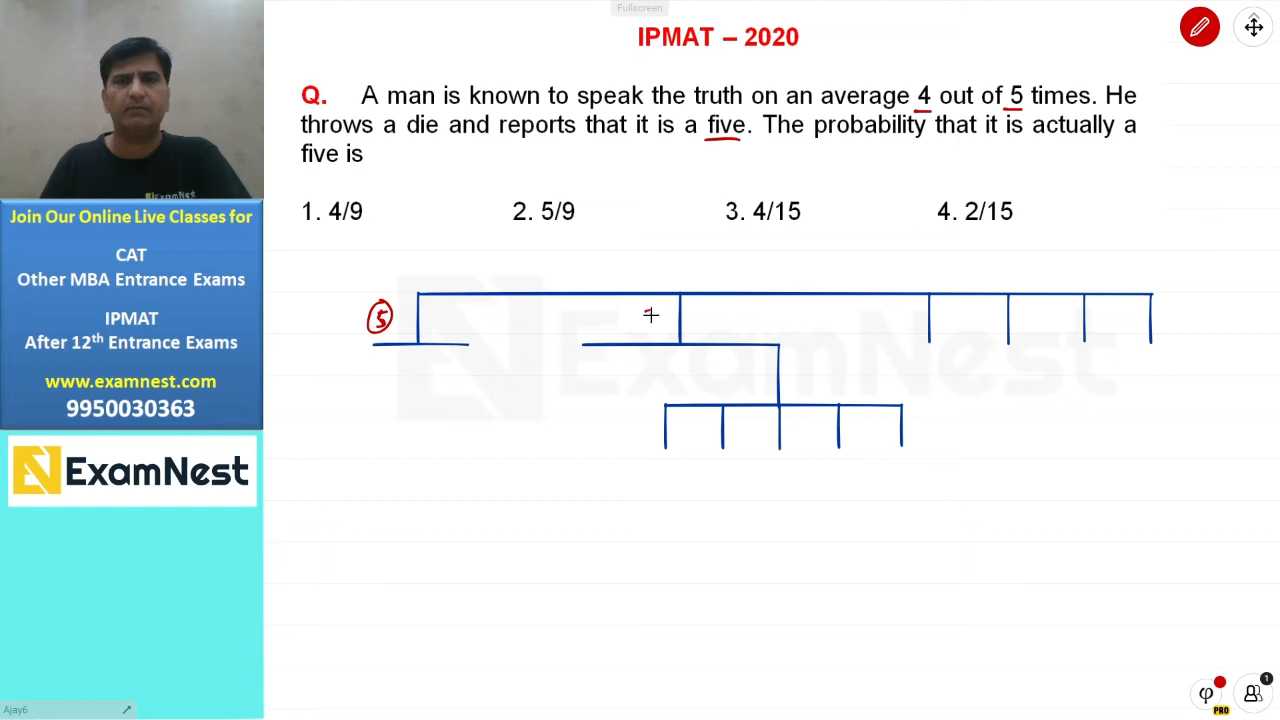 Fullscreen
IPMAT – 2020
Q. A man is known to speak the truth on an average 4 out of 5 times. He
throws a die and reports that it is a five. The probability that it is actually a
five is
1. 4/9 2. 5/9 3. 4/15 4. 2/15
5
ExamNest
ExamNest
Join Our Online Live Classes for
CAT
Other MBA Entrance Exams
IPMAT
After 12th Entrance Exams
www.examnest.com
9950030363
ExamNest
Ajay6
φ
PRO
1